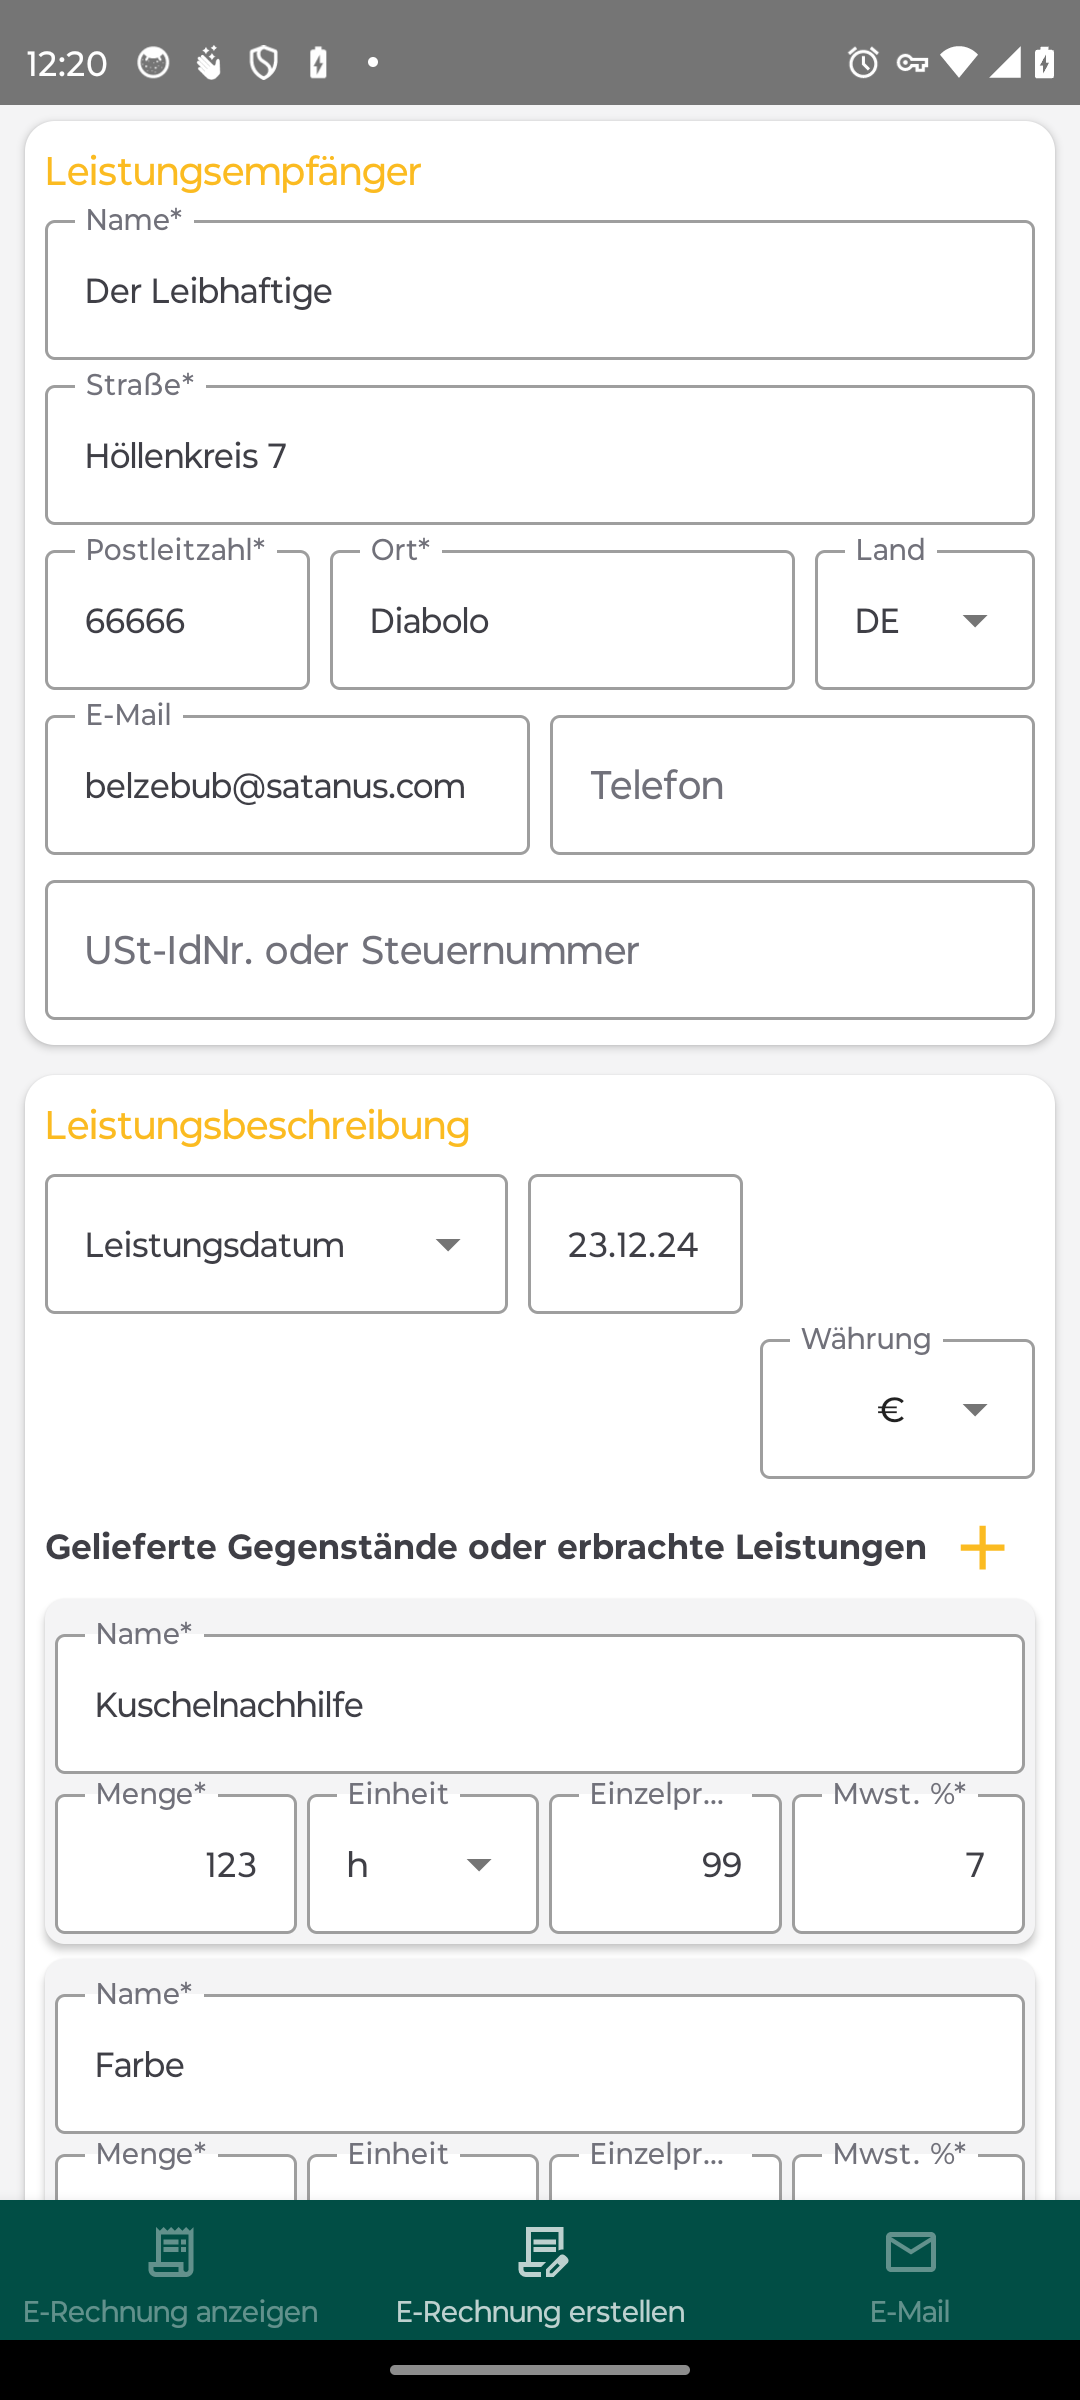 12:20
Leistungsempfänger
Name*
Der Leibhaftige
Straße*
Höllenkreis 7
Postleitzahl* Ort* Land
66666 Diabolo DE
E-Mail
belzebub@satanus.com Telefon
USt-IdNr. oder Steuernummer
Leistungsbeschreibung
Leistungsdatum 23.12.24
Währung
€
Gelieferte Gegenstände oder erbrachte Leistungen
Name*
Kuschelnachhilfe
Menge* Einheit Einzelpr... Mwst. %*
123 h 99 7
Name*
Farbe
Menge* Einheit Einzelpr... Mwst. %*
E-Rechnung anzeigen E-Rechnung erstellen E-Mail